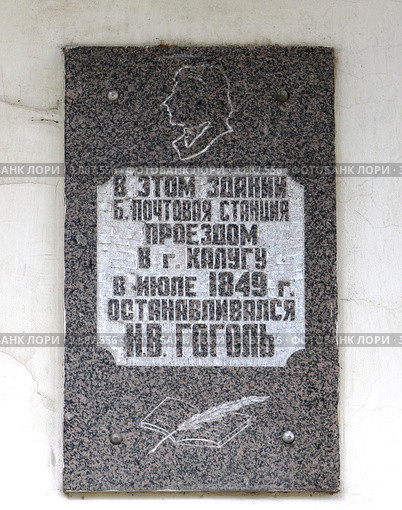 В ЭТОМ ЗДАНИИ
Б. ПОЧТОВАЯ СТАНЦИЯ
ПРОЕЗДОМ
В г. КАЛУГУ
В ИЮЛЕ 1849 г.
ОСТАНАВЛИВАЛСЯ
Н.В. ГОГОЛЬ